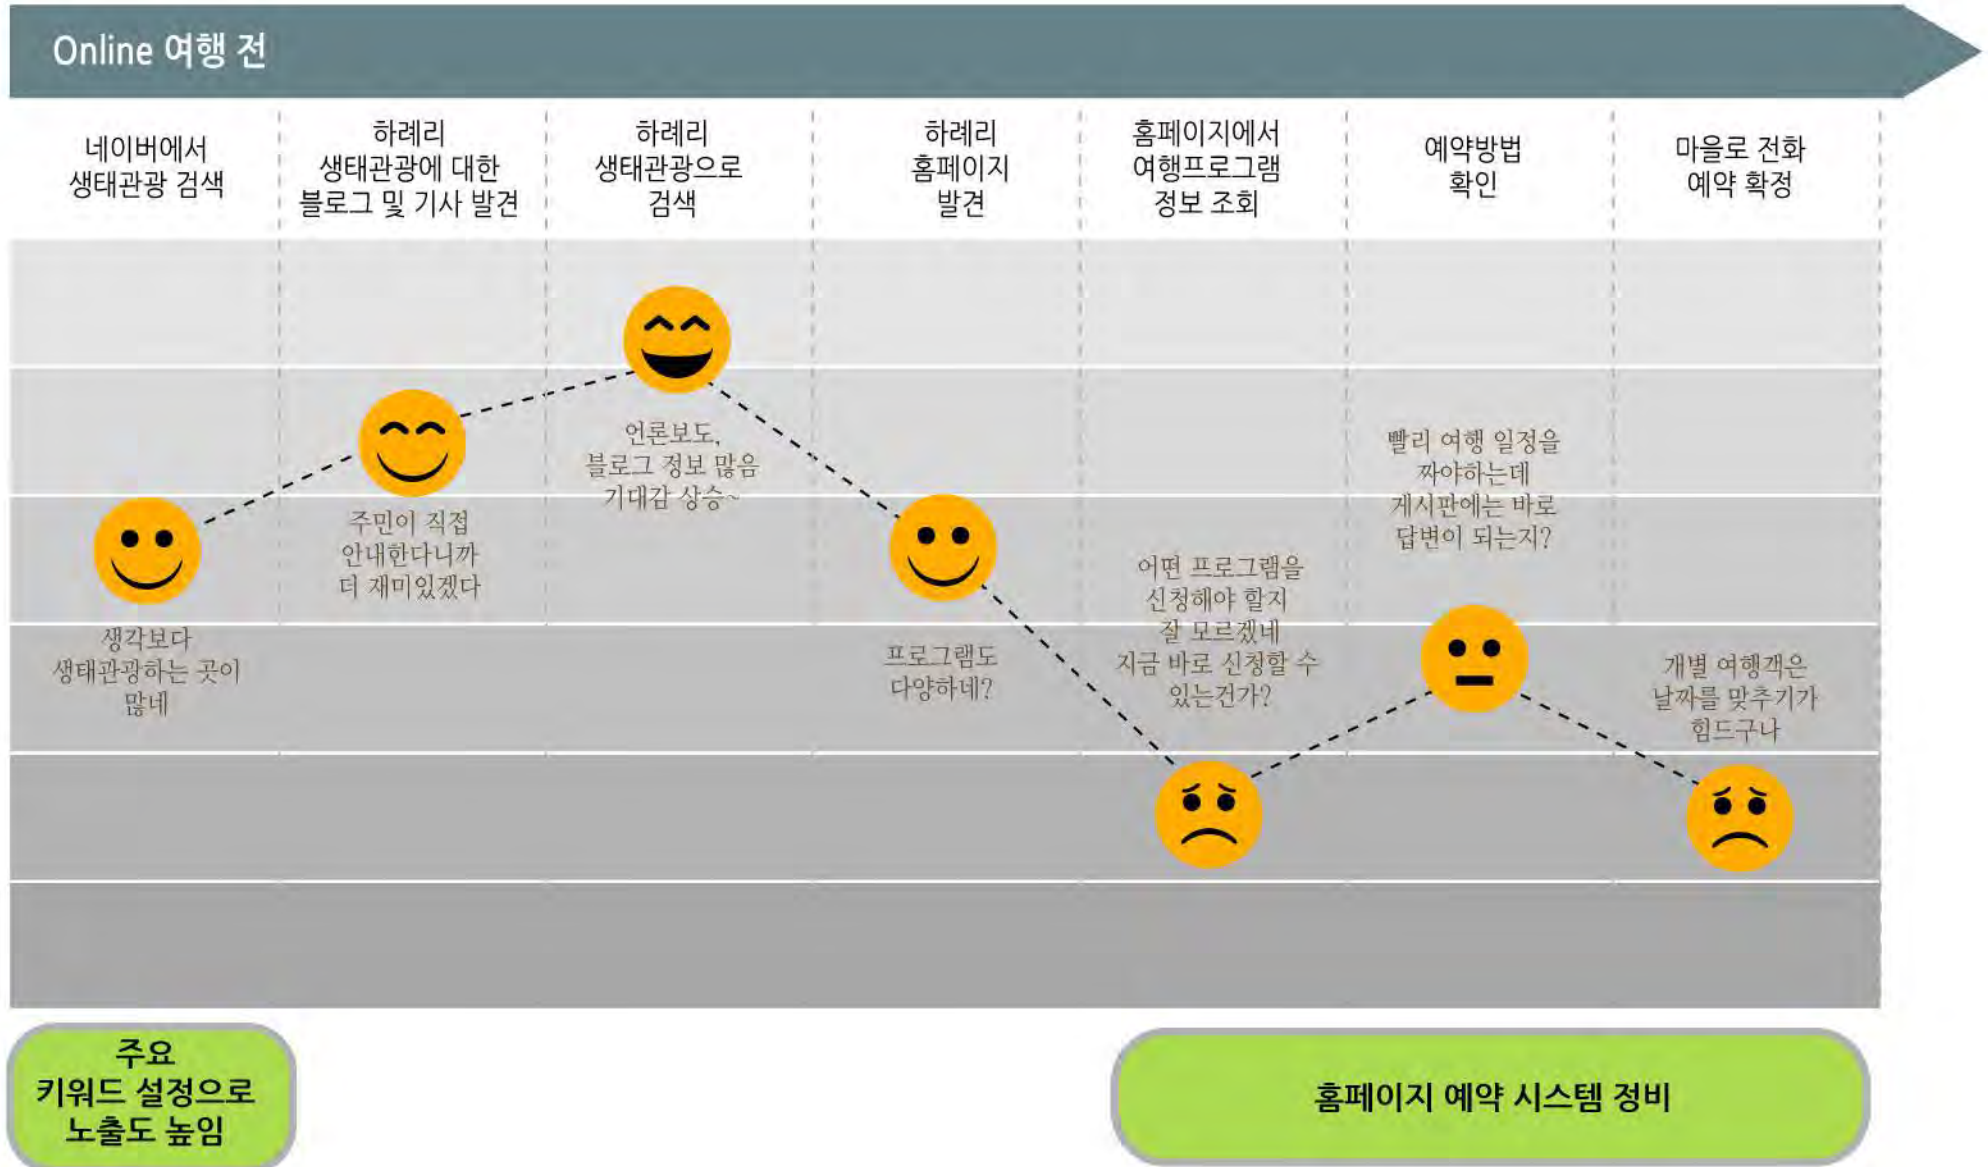 Online 여행 전
네이버에서
생태관광 검색
하례리
생태관광에 대한
블로그 및 기사 발견
하례리
생태관광으로
검색
하례리
홈페이지
발견
홈페이지에서
여행프로그램
정보 조회
예약방법
확인
마을로 전화
예약 확정
생각보다
생태관광하는 곳이
많네
주민이 직접
안내한다니까
더 재미있겠다
언론보도,
블로그 정보 많음
기대감 상승~
프로그램도
다양하네?
어떤 프로그램을
신청해야 할지
잘 모르겠네
지금 바로 신청할 수
있는건가?
빨리 여행 일정을
짜야하는데
게시판에는 바로
답변이 되는지?
개별 여행객은
날짜를 맞추기가
힘드구나
주요
키워드 설정으로
노출도 높임
홈페이지 예약 시스템 정비